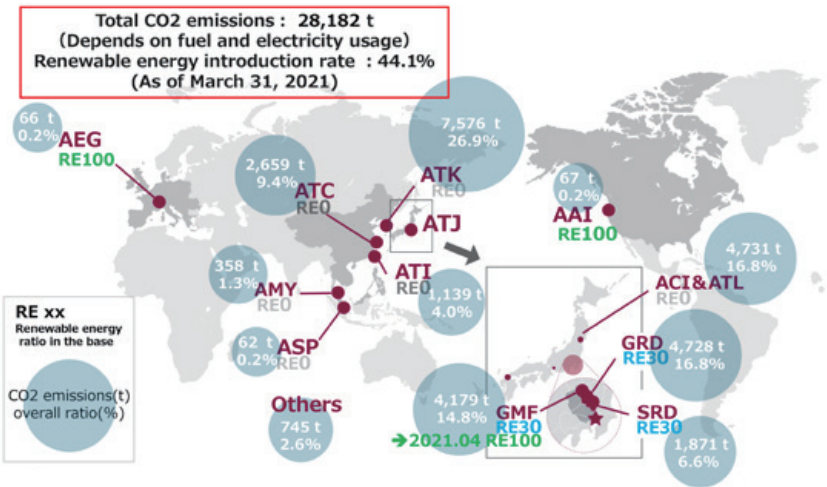 Total CO2 emissions : 28,182 t
(Depends on fuel and electricity usage)
Renewable energy introduction rate : 44.1%
(As of March 31, 2021)
66 t
0.2%
AEG
RE100
2,659 t
9.4%
ATC
RE0
7,576 t
26.9%
ATK
RE0
ATJ
67 t
0.2%
AAI
RE100
358 t
1.3%
AMY
RE0
ATI
RE0
1,139 t
4.0%
62 t
0.2%
ASP
RE0
4,731 t
16.8%
ACI&ATL
RE0
GRD
RE30
4,728 t
16.8%
RE xx
Renewable energy
ratio in the base
CO2 emissions(t)
overall ratio(%)
Others
745 t
2.6%
4,179 t
14.8%
➔2021.04 RE100
GMF
RE30
SRD
RE30
1,871 t
6.6%